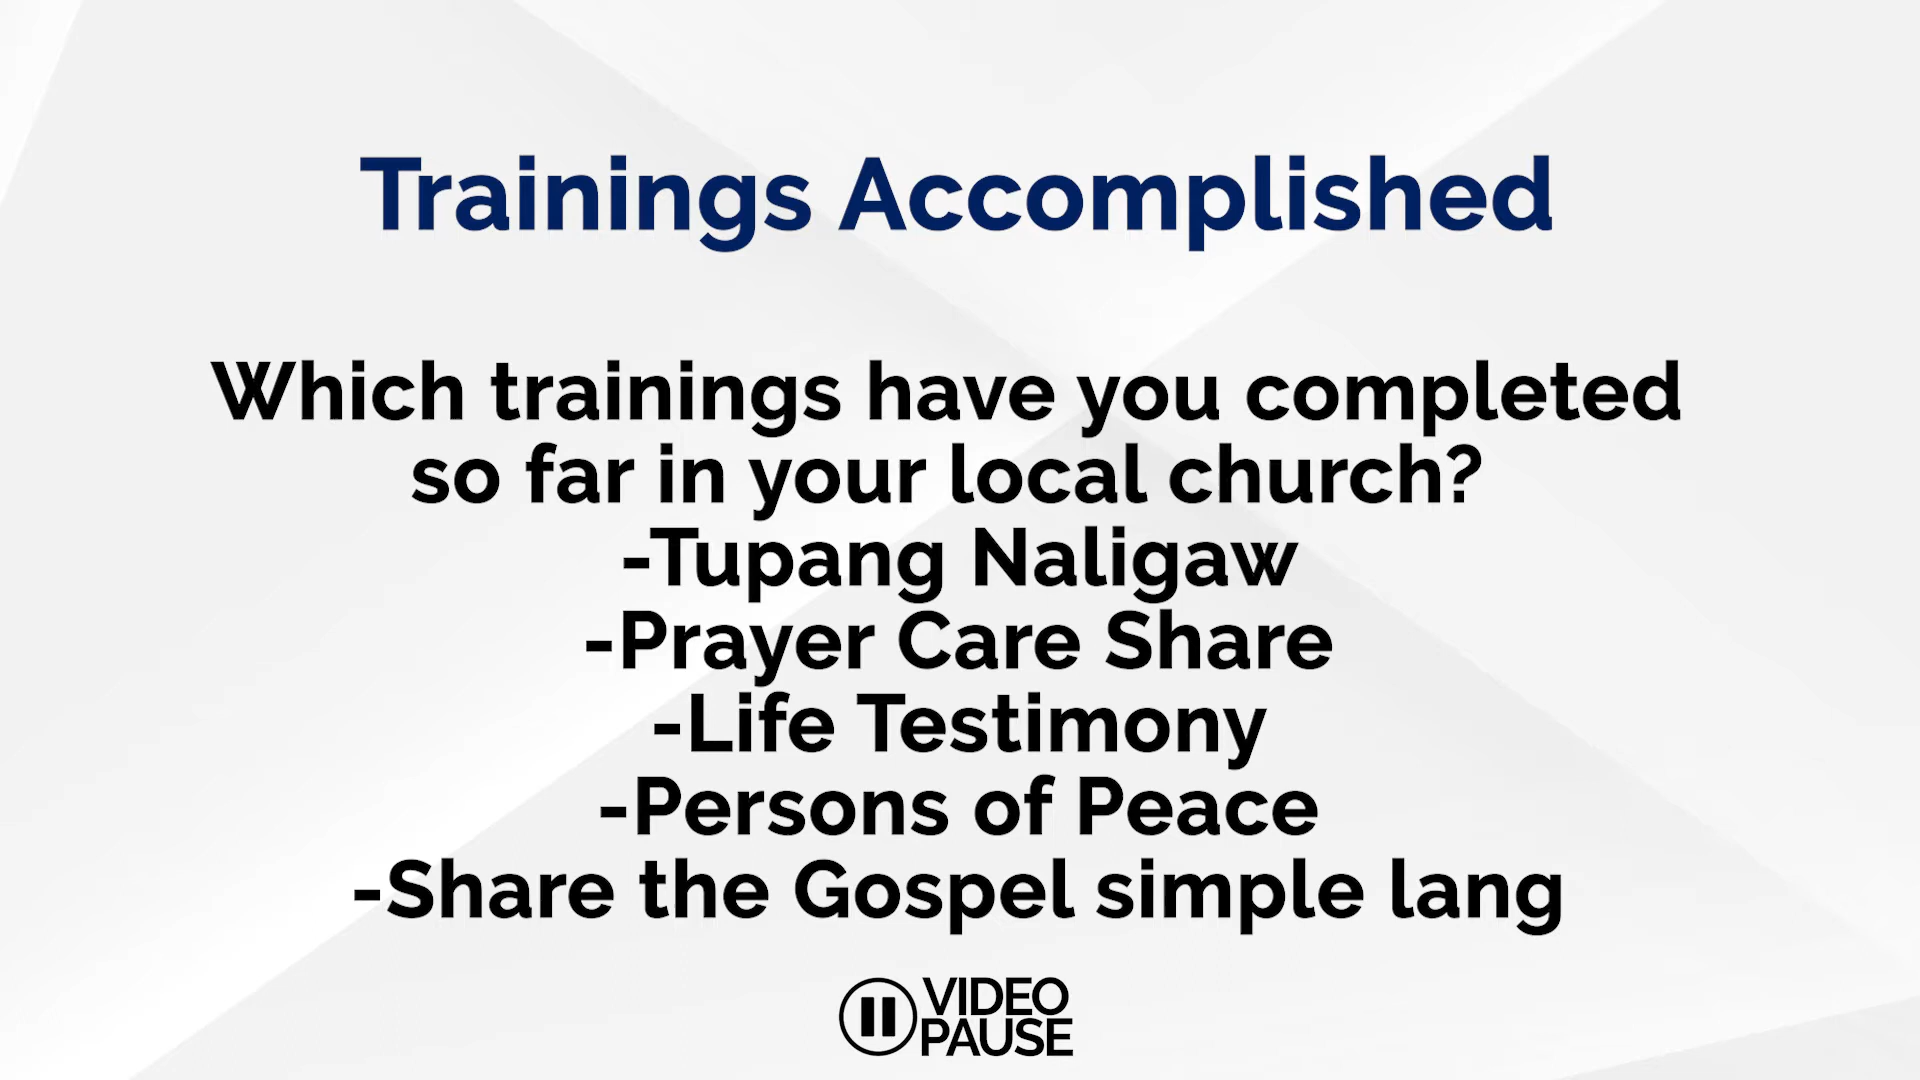 Trainings Accomplished
Which trainings have you completed
so far in your local church?
-Tupang Naligaw
-Prayer Care Share
-Life Testimony
-Persons of Peace
-Share the Gospel simple lang
VIDEO
PAUSE